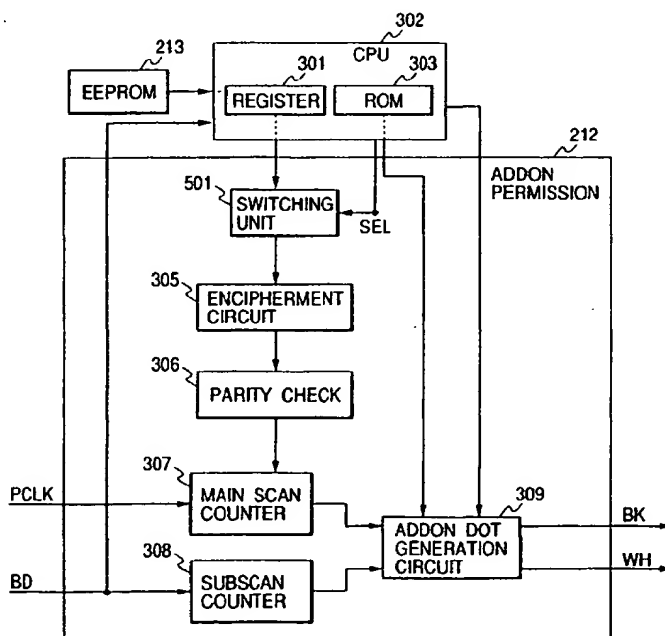 302
CPU
213
301
303
EEPROM
REGISTER
ROM
212
ADDON
PERMISSION
501
SWITCHING
UNIT
SEL
305
ENCIPHERMENT
CIRCUIT
306
PARITY CHECK
307
PCLK
MAIN SCAN
COUNTER
309
ADDON DOT
GENERATION
CIRCUIT
BK
WH
308
BD
SUBSCAN
COUNTER